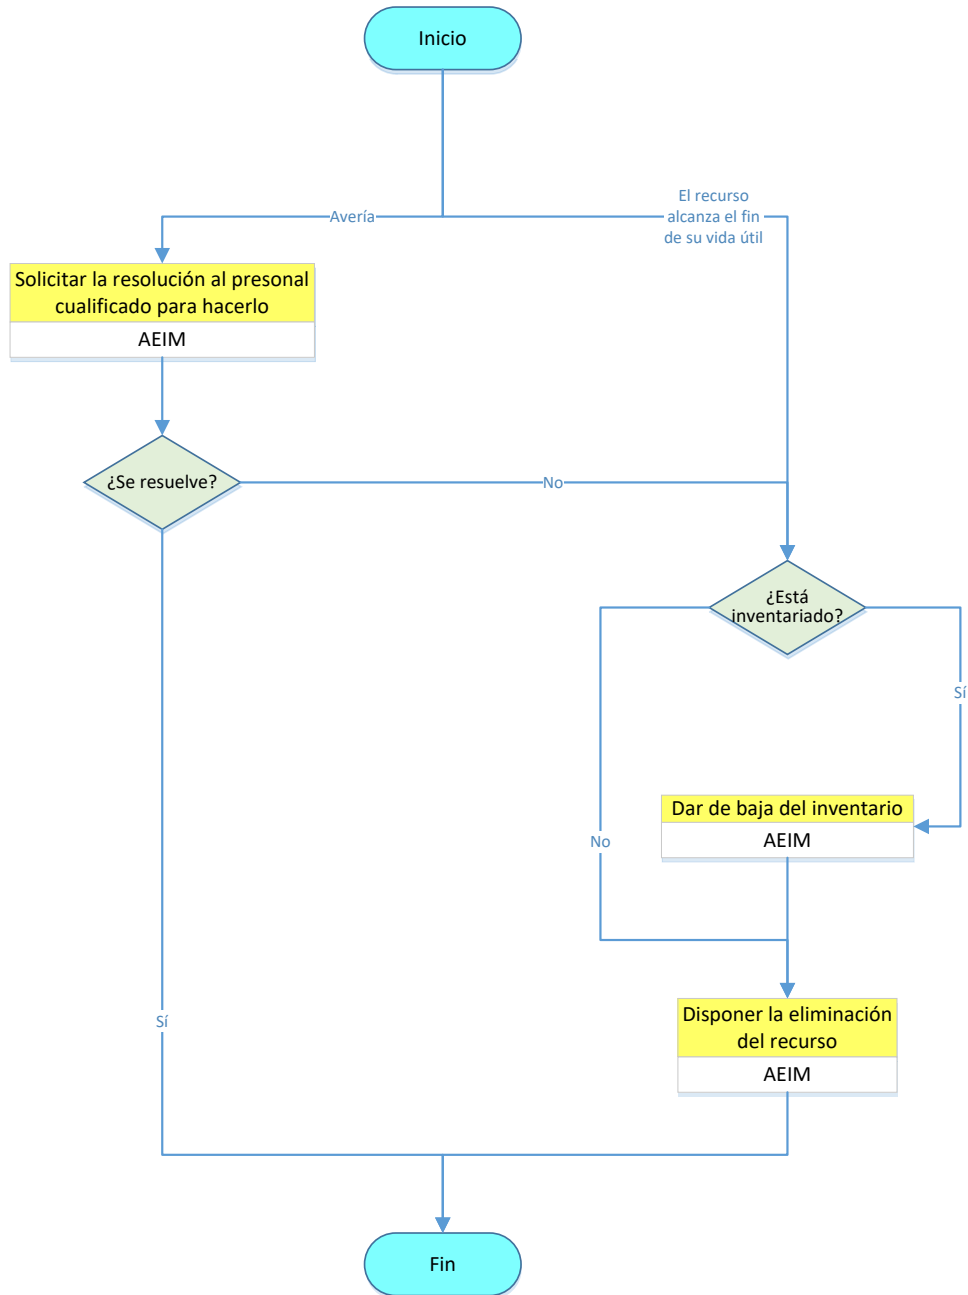 Inicio
Avería
El recurso
alcanza el fin
de su vida útil
Solicitar la resolución al presonal
cualificado para hacerlo
AEIM
¿Se resuelve?
No
¿Está
inventariado?
Sí
Dar de baja del inventario
AEIM
No
Disponer la eliminación
del recurso
AEIM
Sí
Fin